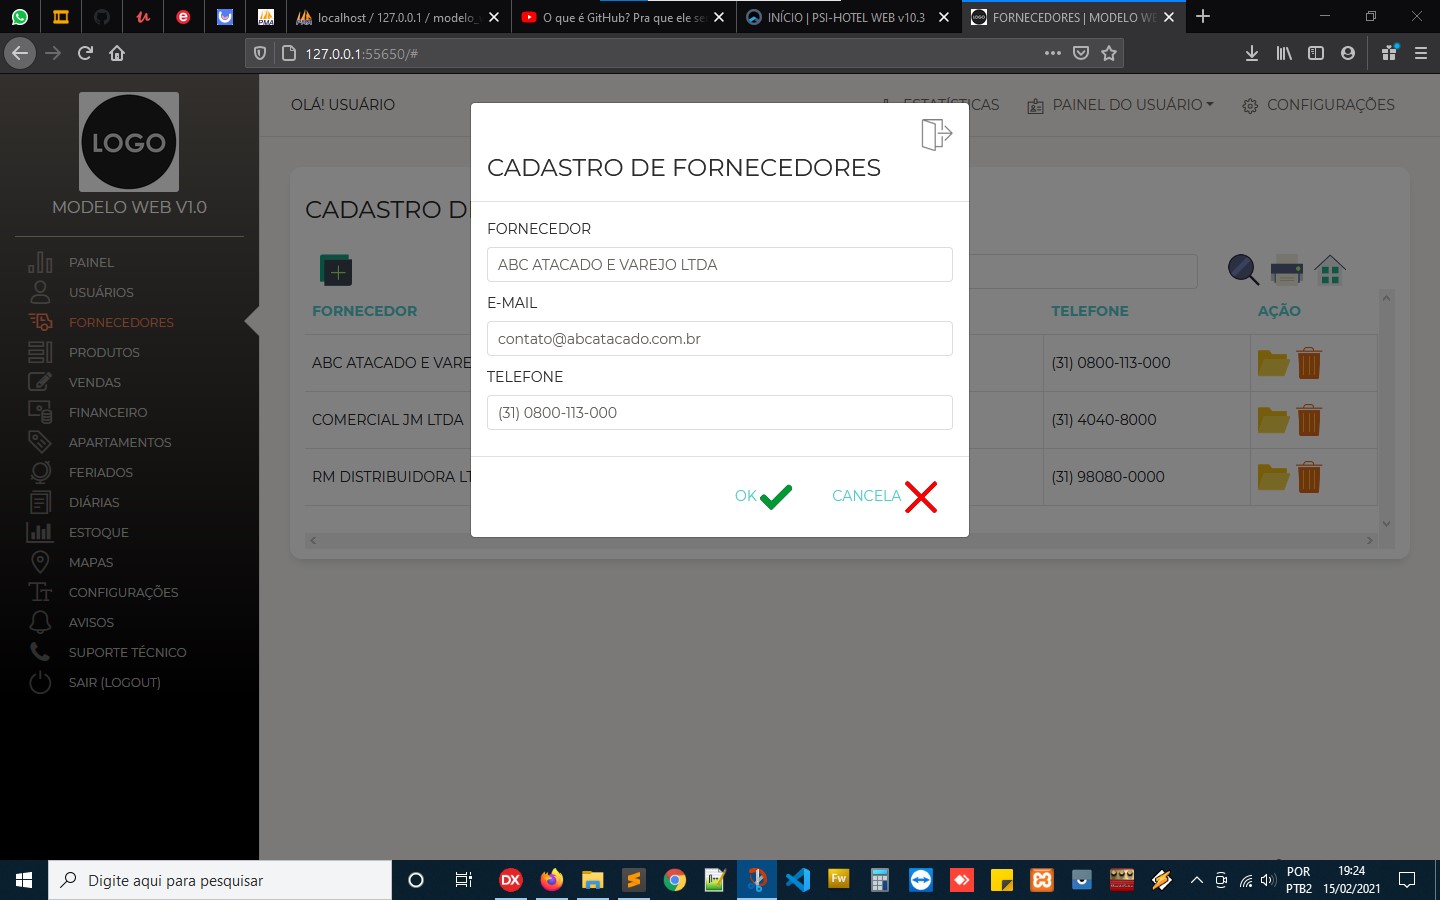 localhost / 127.0.0.1 / modelo_
O que é GitHub? Pra que ele se
INÍCIO | PSI-HOTEL WEB v10.3
FORNECEDORES | MODELO WE
127.0.0.1:55650/#
LOGO
MODELO WEB V1.0
PAINEL
USUÁRIOS
FORNECEDORES
PRODUTOS
VENDAS
FINANCEIRO
APARTAMENTOS
FERIADOS
DIÁRIAS
ESTOQUE
MAPAS
CONFIGURAÇÕES
AVISOS
SUPORTE TÉCNICO
SAIR (LOGOUT)
OLÁ! USUÁRIO
ESTATÍSTICAS
PAINEL DO USUÁRIO
CONFIGURAÇÕES
CADASTRO DE
FORNECEDOR
TELEFONE
AÇÃO
ABC ATACADO E VARE
(31) 0800-113-000
COMERCIAL JM LTDA
(31) 4040-8000
RM DISTRIBUIDORA LT
(31) 98080-0000
CADASTRO DE FORNECEDORES
FORNECEDOR
ABC ATACADO E VAREJO LTDA
E-MAIL
contato@abcatacado.com.br
TELEFONE
(31) 0800-113-000
OK
CANCELA
Digite aqui para pesquisar
DX
Fw
POR
PTB2
19:24
15/02/2021